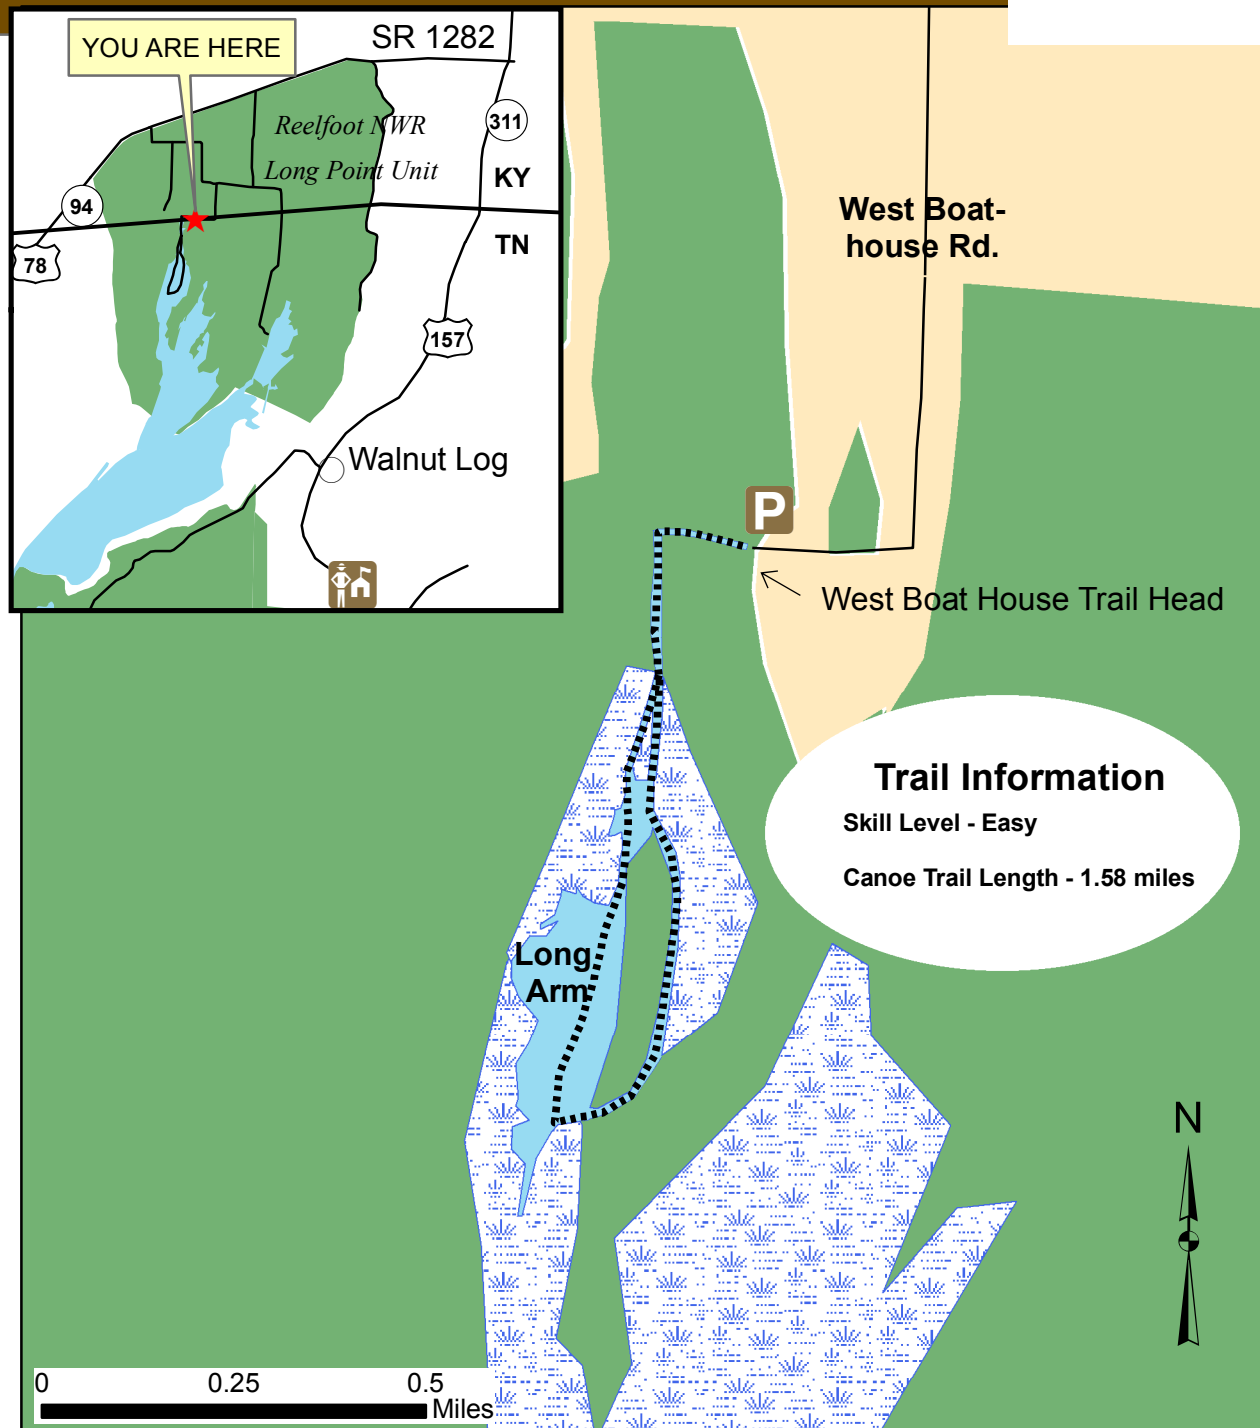 YOU ARE HERE
SR 1282
Reelfoot NWR
Long Point Unit
311
KY
94
TN
78
157
Walnut Log
West Boat-
house Rd.
P
West Boat House Trail Head
Trail Information
Skill Level - Easy
Canoe Trail Length - 1.58 miles
Long
Arm
N
0 0.25 0.5
Miles